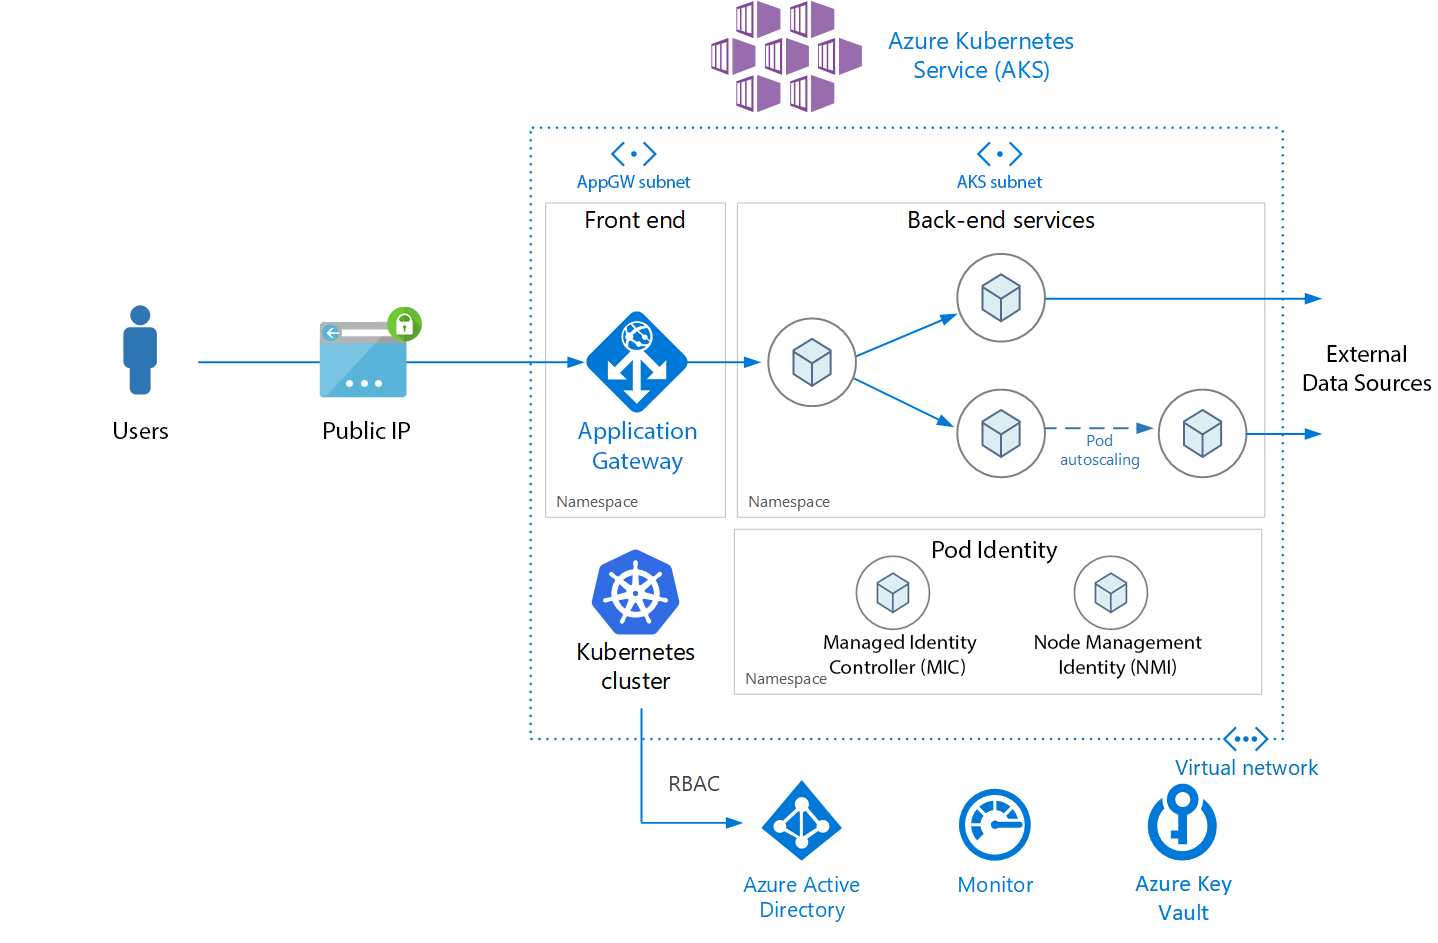 Azure Kubernetes
Service (AKS)
AppGW subnet
AKS subnet
Front end
Back-end services
Users
Public IP
Application
Gateway
Pod
autoscaling
External
Data Sources
Namespace
Namespace
Kubernetes
cluster
Pod Identity
Managed Identity
Controller (MIC)
Node Management
Identity (NMI)
Namespace
Virtual network
RBAC
Azure Active
Directory
Monitor
Azure Key
Vault